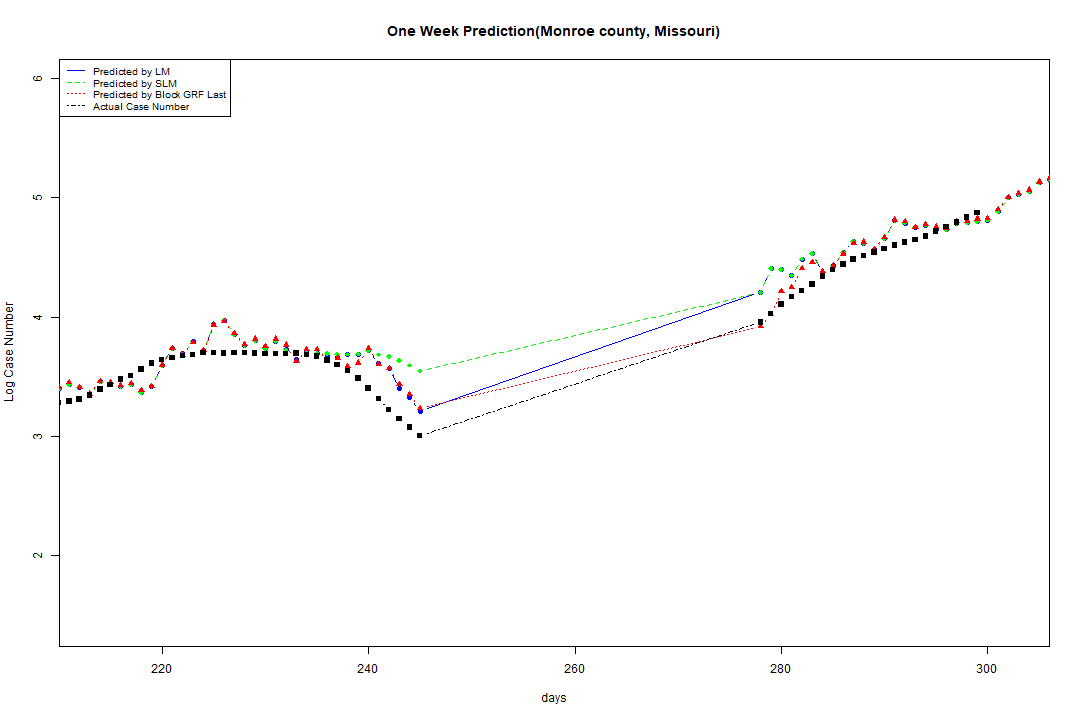 One Week Prediction(Monroe county, Missouri)
Predicted by LM
Predicted by SLM
Predicted by Block GRF Last
Actual Case Number
6
5
4
3
2
Log Case Number
220
240
260
280
300
days